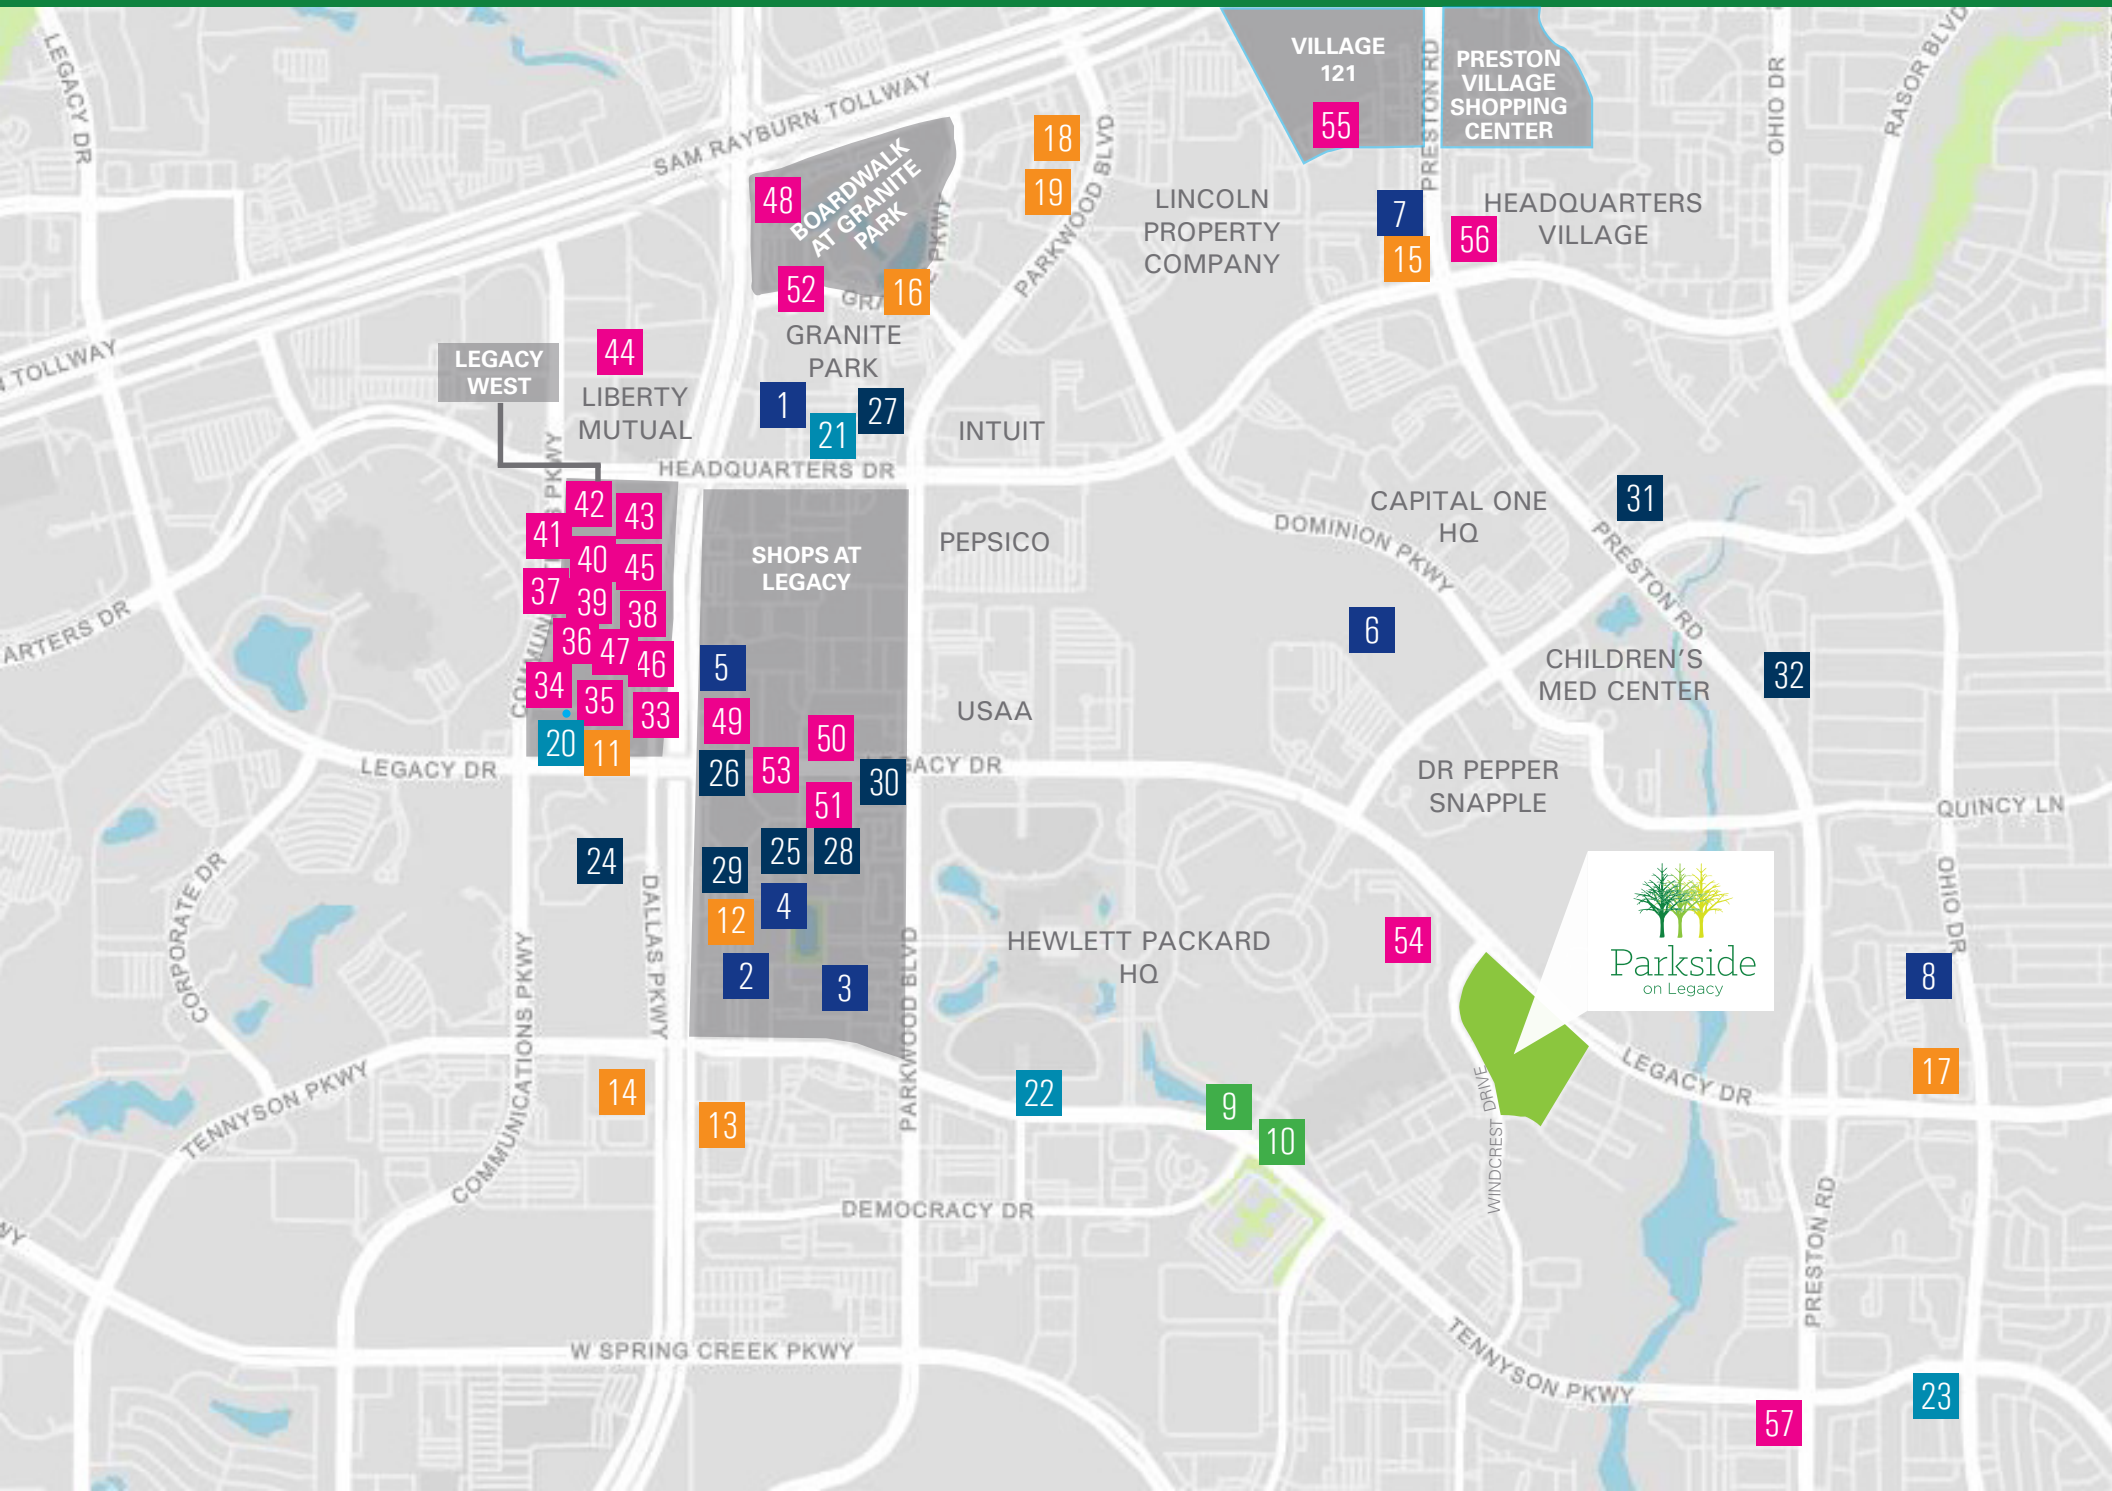 LEGACY DR
SAM RAYBURN TOLLWAY
VILLAGE
121
55
PRESTON RD
PRESTON
VILLAGE
SHOPPING
CENTER
OHIO DR
RASOR BLVD
BOARDWALK
AT GRANITE
PARK
48
52
16
PKWY
18
19
PARKWOOD BLVD
LINCOLN
PROPERTY
COMPANY
7
15
56
HEADQUARTERS
VILLAGE
GRANITE
PARK
TOLLWAY
LEGACY
WEST
44
LIBERTY
MUTUAL
1
21
27
INTUIT
HEADQUARTERS DR
PKWY
42
43
41
40
45
37
39
38
36
47
46
34
35
33
20
11
SHOPS AT
LEGACY
PEPSICO
DOMINION PKWY
CAPITAL ONE
HQ
31
PRESTON RD
6
CHILDREN'S
MED CENTER
32
ARTERS DR
5
49
50
USAA
26
53
30
51
LEGACY DR
ACY DR
DR PEPPER
SNAPPLE
QUINCY LN
24
25
28
29
4
12
2
3
CORPORATE DR
DALLAS PKWY
COMMUNICATIONS PKWY
PARKWOOD BLVD
HEWLETT PACKARD
HQ
54
Parkside
on Legacy
OHIO DR
8
17
LEGACY DR
WINDCREST DRIVE
TENNYSON PKWY
14
13
22
9
10
DEMOCRACY DR
PRESTON RD
W SPRING CREEK PKWY
TENNYSON PKWY
57
23